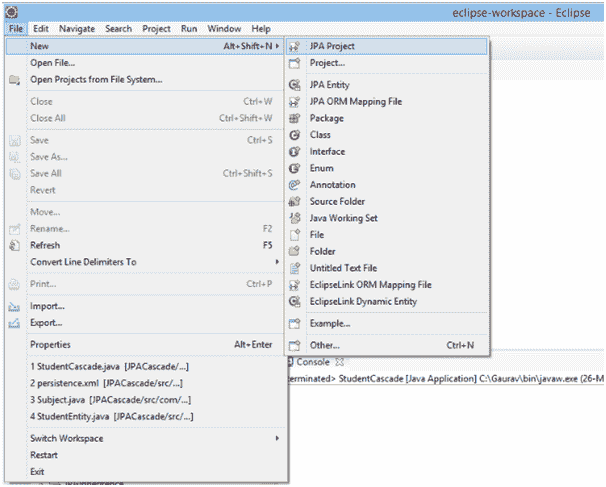 eclipse-workspace - Eclipse
File Edit Navigate Search Project Run Window Help
New Alt+Shift+N
Open File...
Open Projects from File System...
Close Ctrl+W
Close All Ctrl+Shift+W
Save Ctrl+S
Save As...
Save All Ctrl+Shift+S
Revert
Move...
Rename... F2
Refresh F5
Convert Line Delimiters To
Print... Ctrl+P
Import...
Export...
Properties Alt+Enter
1 StudentCascade.java [JPACascade/...]
2 persistence.xml [JPACascade/src/...]
3 Subject.java [JPACascade/src/com/...]
4 StudentEntity.java [JPACascade/src/...]
Switch Workspace
Restart
Exit
JPA Project
Project...
JPA Entity
JPA ORM Mapping File
Package
Class
Interface
Enum
Annotation
Source Folder
Java Working Set
File
Folder
Untitled Text File
EclipseLink ORM Mapping File
EclipseLink Dynamic Entity
Example...
Other... Ctrl+N
Console
terminated> StudentCascade [Java Application] C:\Gaurav\bin\javaw.exe (26-M